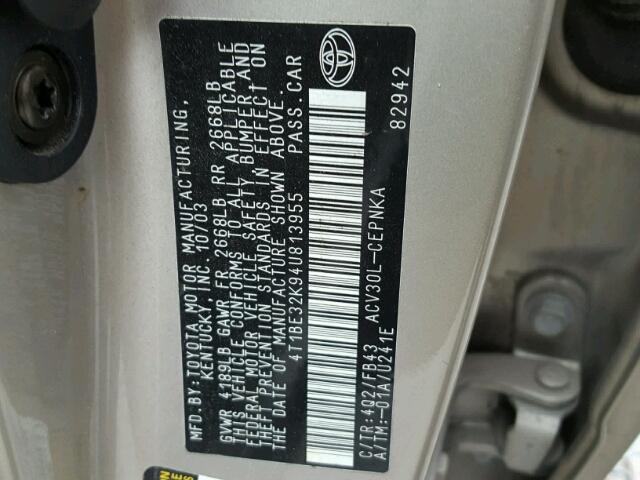 MFD.BY:TOYOTA MOTOR MANUFACTURING,
KENTUCKY, INC. 10/03
GVWR 4189LB GAWR FR 2668LB RR 2668LB
THIS VEHICLE CONFORMS TO ALL APPLICABLE
FEDERAL MOTOR VEHICLE SAFETY BUMPER,AND
THEFT PREVENTION STANDARDS IN EFFECT ON
THE DATE OF MANUFACTURE SHOWN ABOVE.
4T1BE32K94U813955 PASS.CAR
C/TR:4Q2/FB43 ACV30L-CEPNKA
A/TM:-01A/U241E 82942